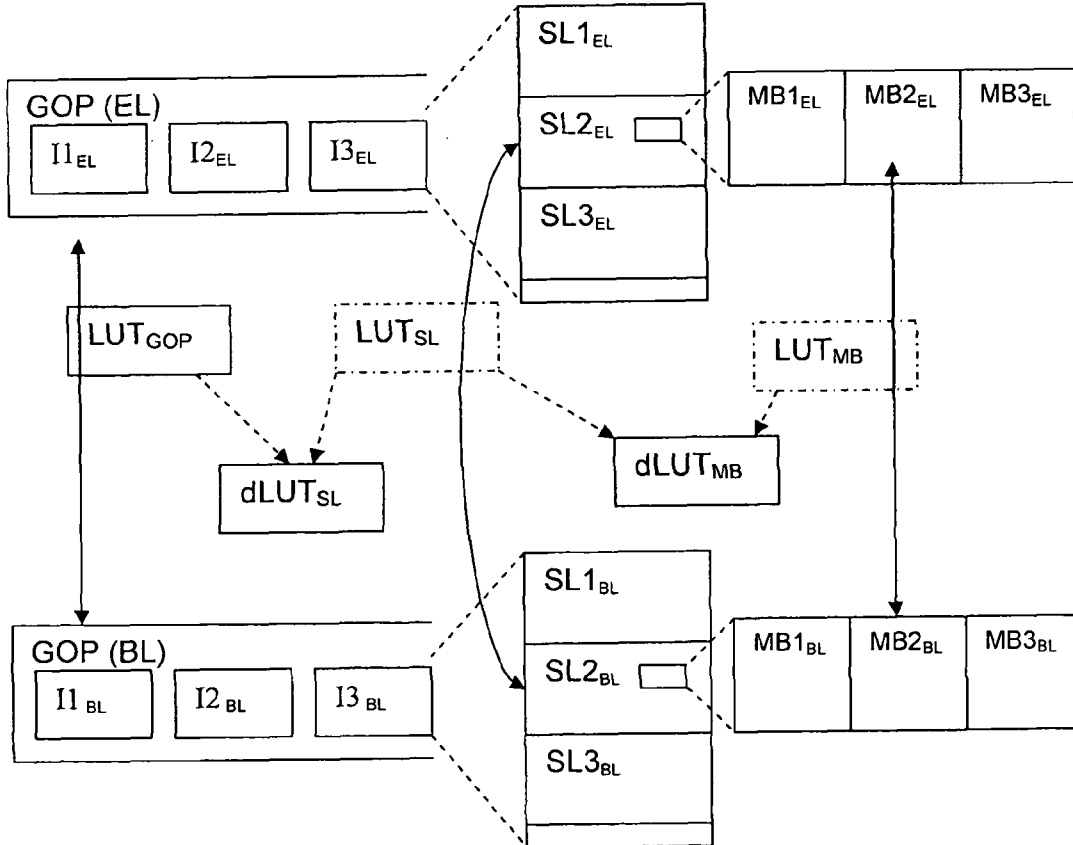 SL1EL
GOP (EL)
I1EL I2EL I3EL
SL2EL
MB1EL MB2EL MB3EL
SL3EL
LUTGOP
LUTSL
LUTMB
dLUTSL
dLUTMB
SL1BL
GOP (BL)
I1 BL I2 BL I3 BL
SL2BL
MB1BL MB2BL MB3BL
SL3BL